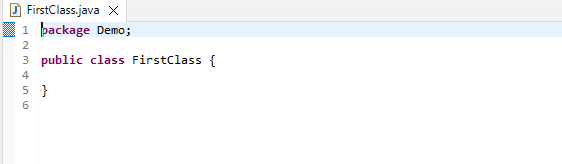 FirstClass.java
1 package Demo;
2
3 public class FirstClass {
4
5 }
6